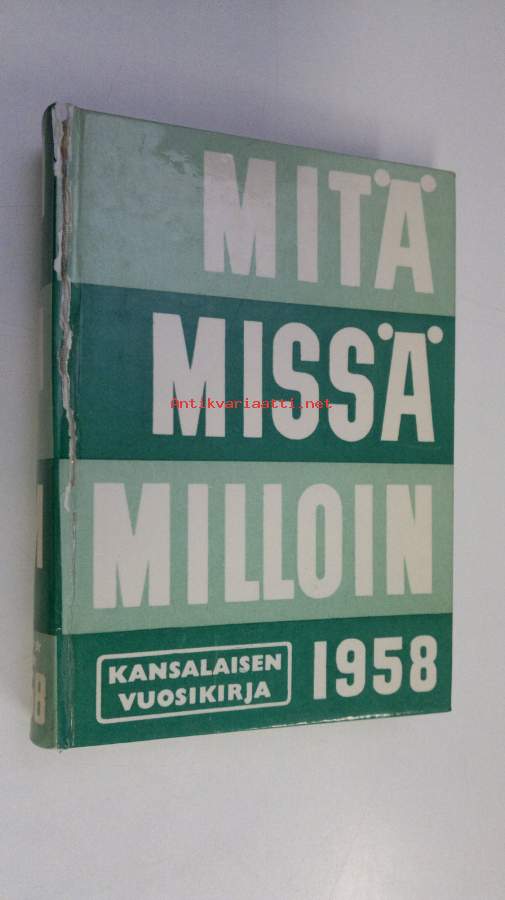 MITÄ
MISSÄ
Antikvariaatti.net
MILLOIN
KANSALAISEN
VUOSIKIRJA
1958